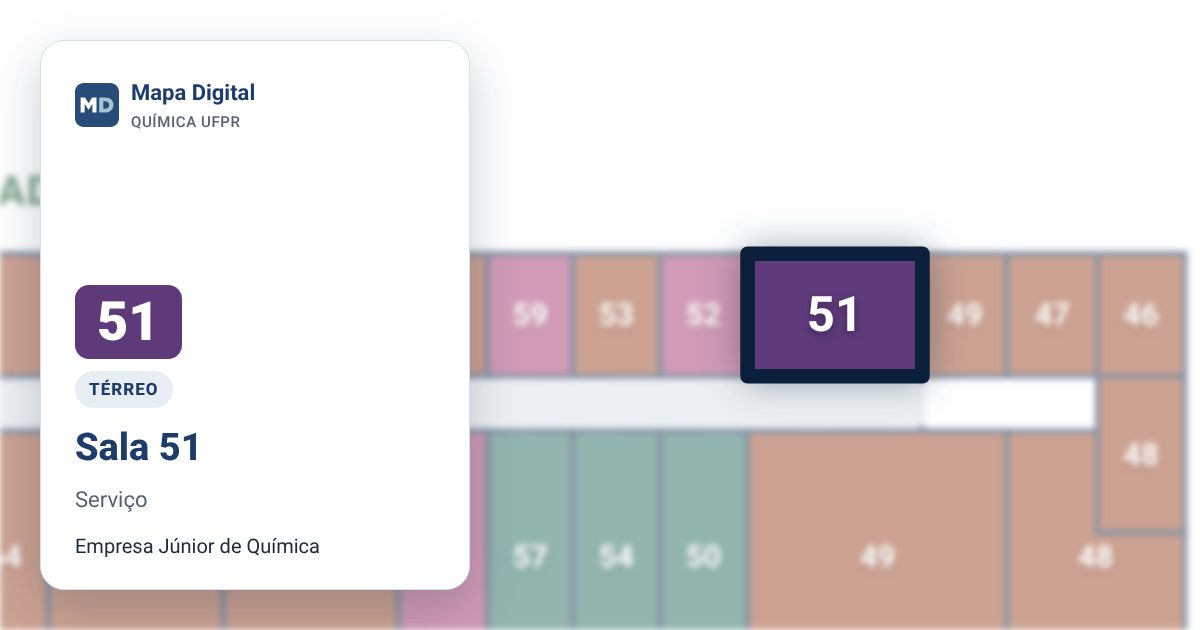 MD
Mapa Digital
QUÍMICA UFPR
AD
51
TÉRREO
Sala 51
Serviço
Empresa Júnior de Química
59 53 52 51 49 47 46
48
57 54 50 49 48